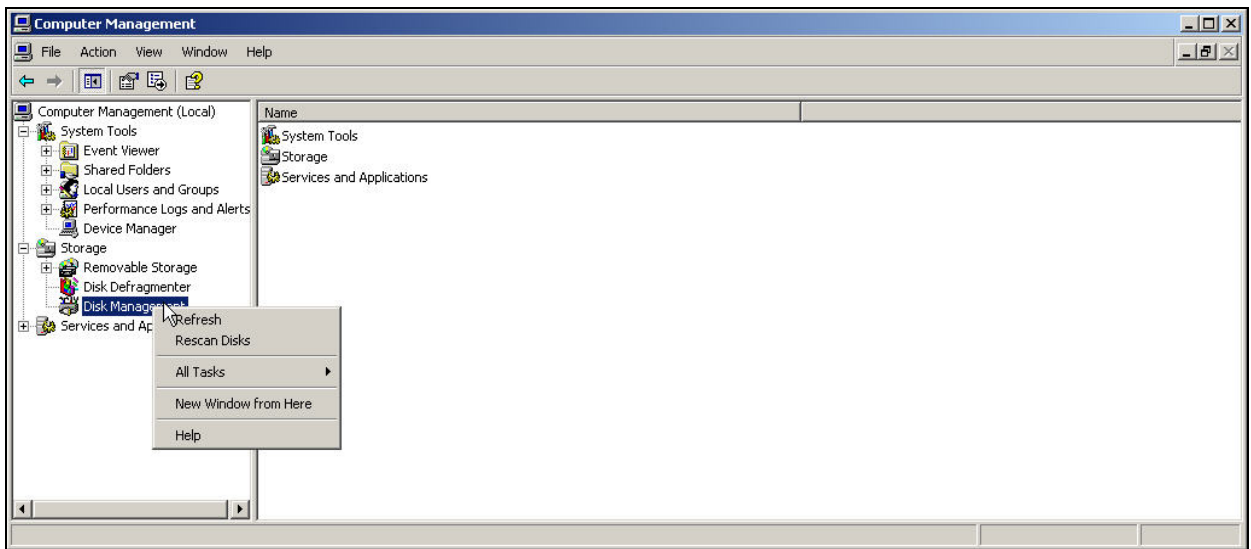 Computer Management
File Action View Window Help
Computer Management (Local)
System Tools
Event Viewer
Shared Folders
Local Users and Groups
Performance Logs and Alerts
Device Manager
Storage
Removable Storage
Disk Defragmenter
Disk Management
Services and Ap
Refresh
Rescan Disks
All Tasks
New Window from Here
Help
Name
System Tools
Storage
Services and Applications